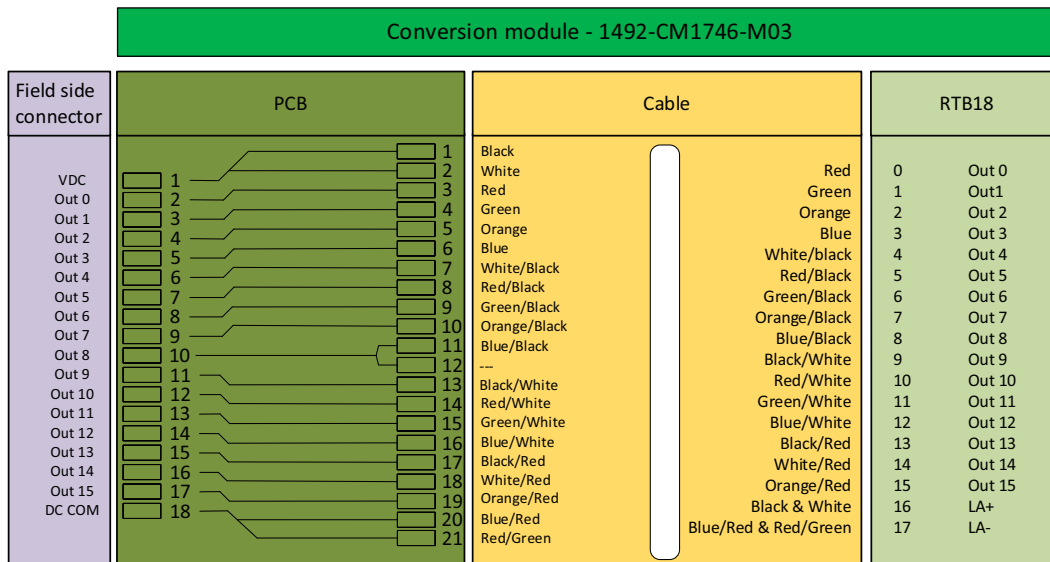 Conversion module - 1492-CM1746-M03
Field side connector
PCB
Cable
RTB18
VDC
Out 0
Out 1
Out 2
Out 3
Out 4
Out 5
Out 6
Out 7
Out 8
Out 9
Out 10
Out 11
Out 12
Out 13
Out 14
Out 15
DC COM
1
2
3
4
5
6
7
8
9
10
11
12
13
14
15
16
17
18
1
2
3
4
5
6
7
8
9
10
11
12
13
14
15
16
17
18
19
20
21
Black
White
Red
Green
Orange
Blue
White/Black
Red/Black
Green/Black
Orange/Black
Blue/Black
---
Black/White
Red/White
Green/White
Blue/White
Black/Red
White/Red
Orange/Red
Blue/Red
Red/Green
Red 0 Out 0
Green 1 Out1
Orange 2 Out 2
Blue 3 Out 3
White/black 4 Out 4
Red/Black 5 Out 5
Green/Black 6 Out 6
Orange/Black 7 Out 7
Blue/Black 8 Out 8
Black/White 9 Out 9
Red/White 10 Out 10
Green/White 11 Out 11
Blue/White 12 Out 12
Black/Red 13 Out 13
White/Red 14 Out 14
Orange/Red 15 Out 15
Black & White 16 LA+
Blue/Red & Red/Green 17 LA-